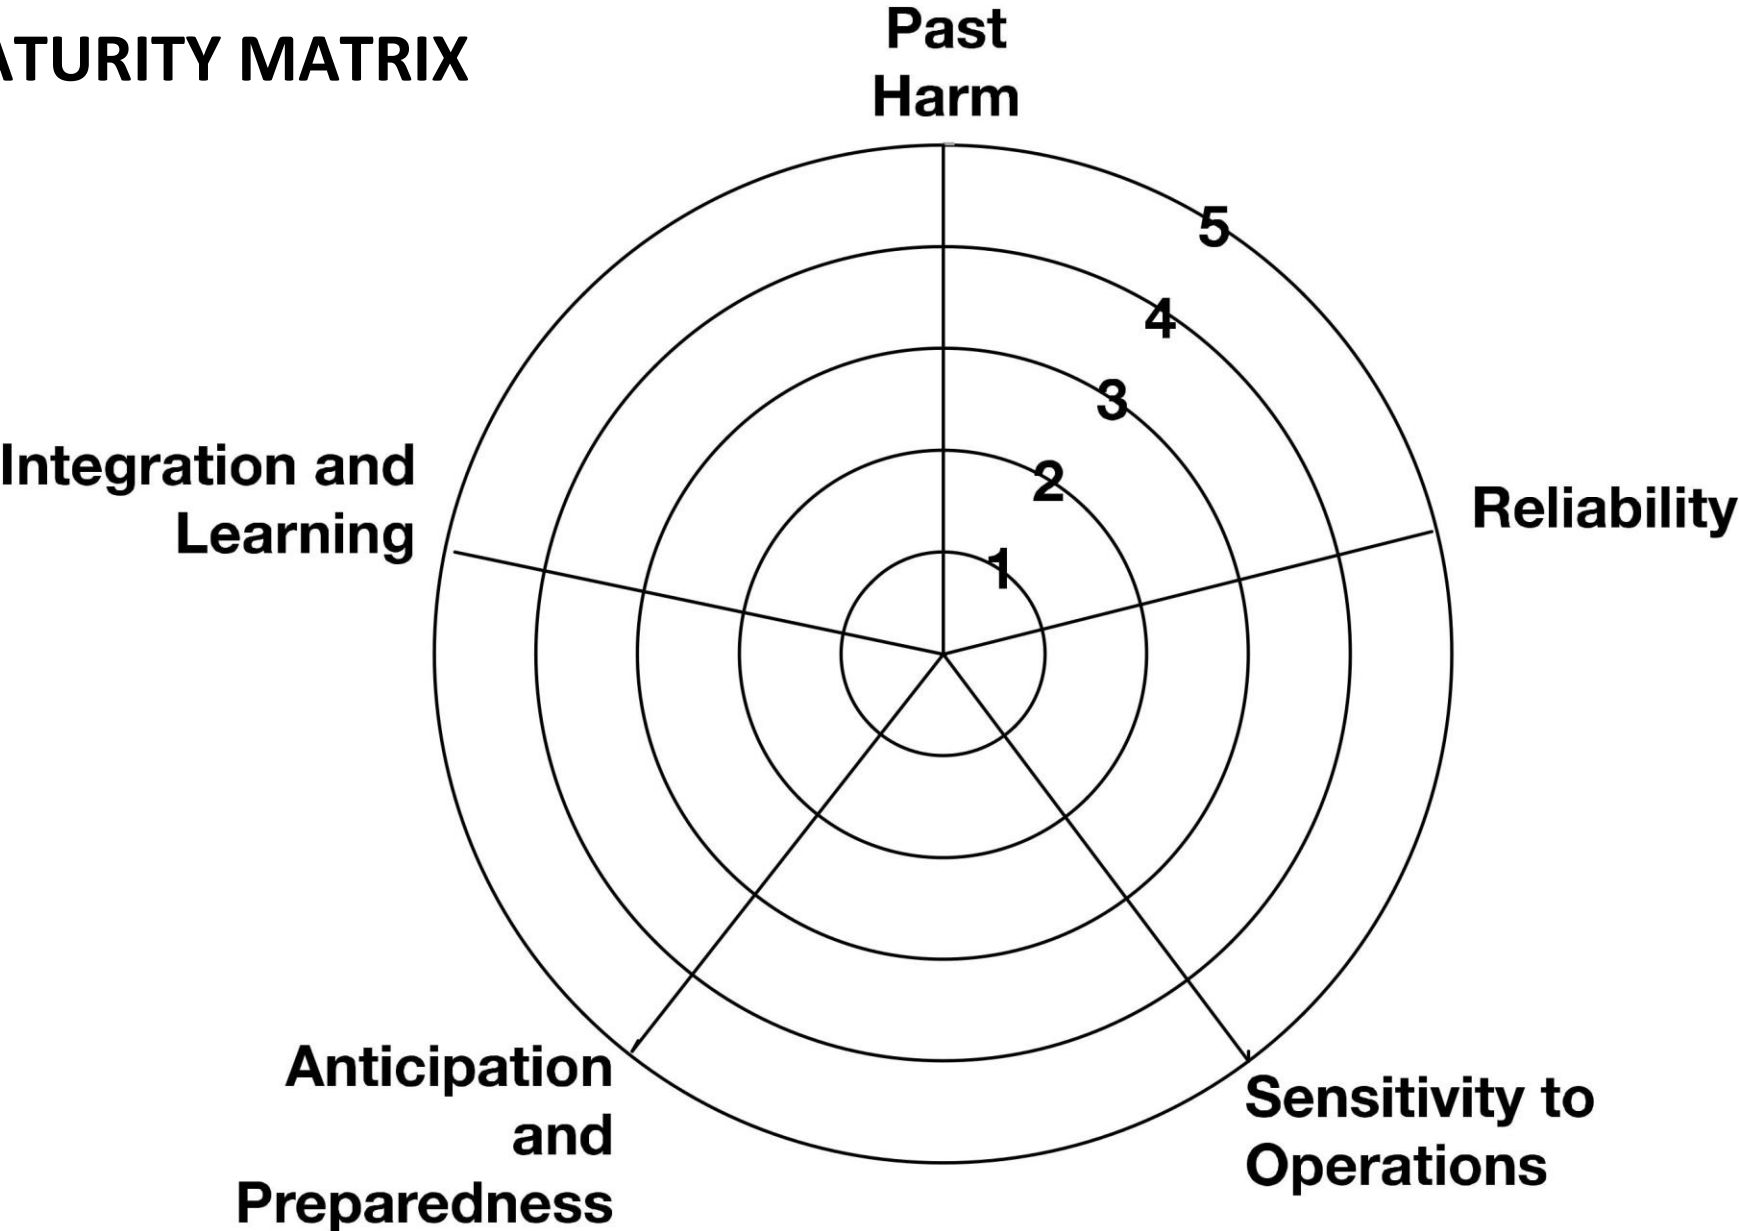 ATURITY MATRIX
Past
Harm
5
4
3
2
1
Integration and
Learning
Reliability
Anticipation
and
Preparedness
Sensitivity to
Operations